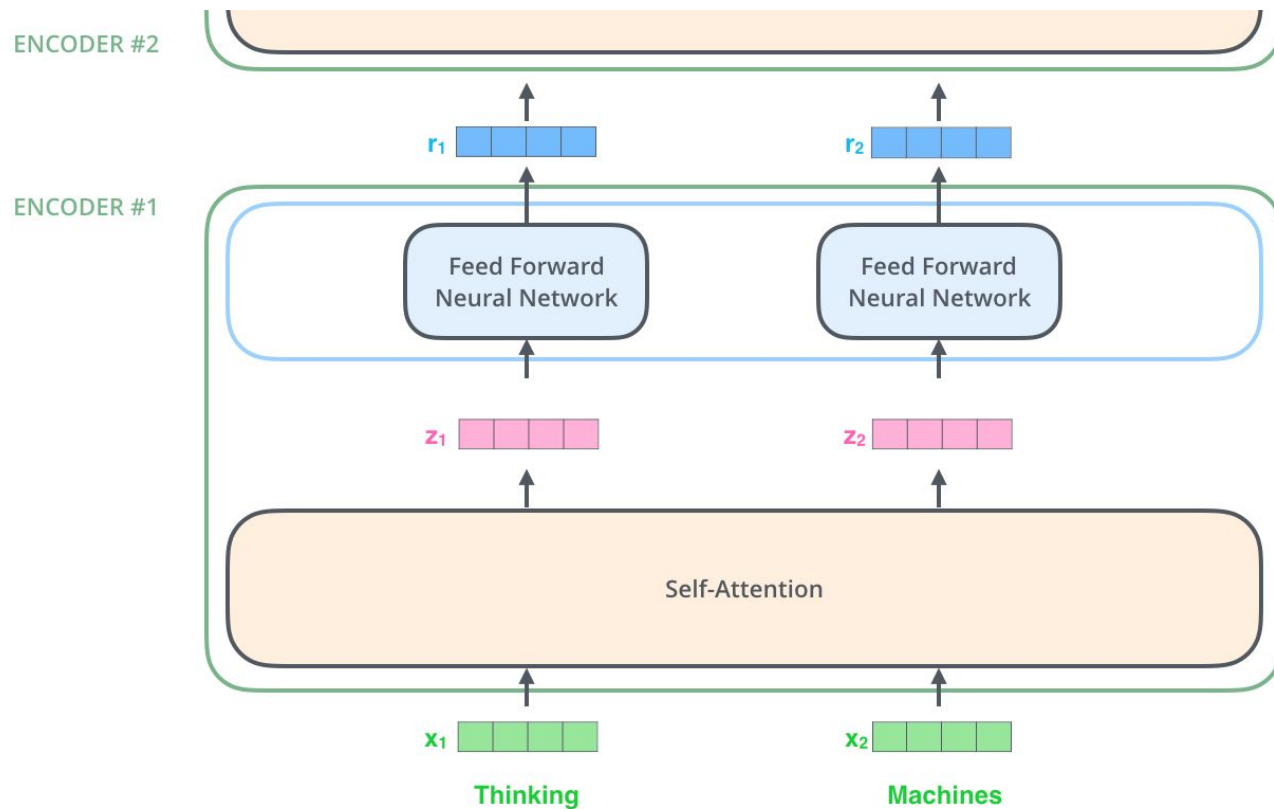 ENCODER #2
r₁
r₂
ENCODER #1
Feed Forward
Neural Network
Feed Forward
Neural Network
z₁
z₂
Self-Attention
x₁
x₂
Thinking
Machines